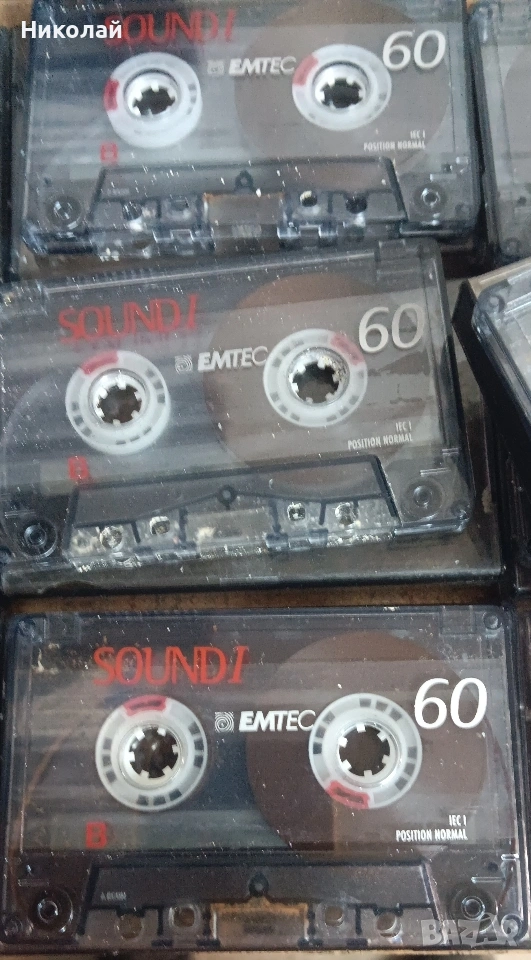 Николай
SOUND I
EMTEC
60
B
IEC I
POSITION NORMAL
SOUND I
EMTEC
60
B
IEC I
POSITION NORMAL
SOUND I
EMTEC
60
B
IEC I
POSITION NORMAL
BAZAR